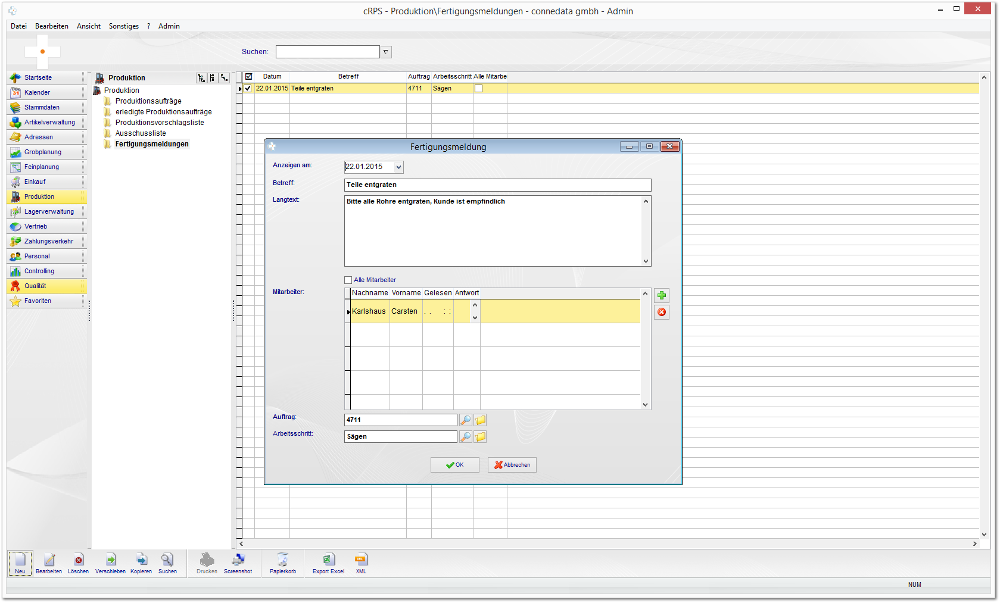 cRPS - Produktion\Fertigungsmeldungen - connedata gmbh - Admin
Datei Bearbeiten Ansicht Sonstiges ? Admin
Suchen:
Startseite
Kalender
31
Stammdaten
Artikelverwaltung
Adressen
Grobplanung
Feinplanung
Einkauf
Produktion
Lagerverwaltung
Vertrieb
Zahlungsverkehr
Personal
Controlling
Qualität
Favoriten
Produktion
Produktion
Produktionsaufträge
erledigte Produktionsaufträge
Produktionsvorschlagsliste
Ausschussliste
Fertigungsmeldungen
Datum Betreff Auftrag Arbeitsschritt Alle Mitarbe
22.01.2015 Teile entgraten 4711 Sägen
Fertigungsmeldung
Anzeigen am: 22.01.2015
Betreff: Teile entgraten
Langtext: Bitte alle Rohre entgraten, Kunde ist empfindlich
Alle Mitarbeiter
Mitarbeiter: Nachname Vorname Gelesen Antwort
Karlshaus Carsten . . : :
Auftrag: 4711
Arbeitsschritt: Sägen
OK Abbrechen
Neu Bearbeiten Löschen Verschieben Kopieren Suchen Drucken Screenshot Papierkorb Export Excel XML
XML
NUM